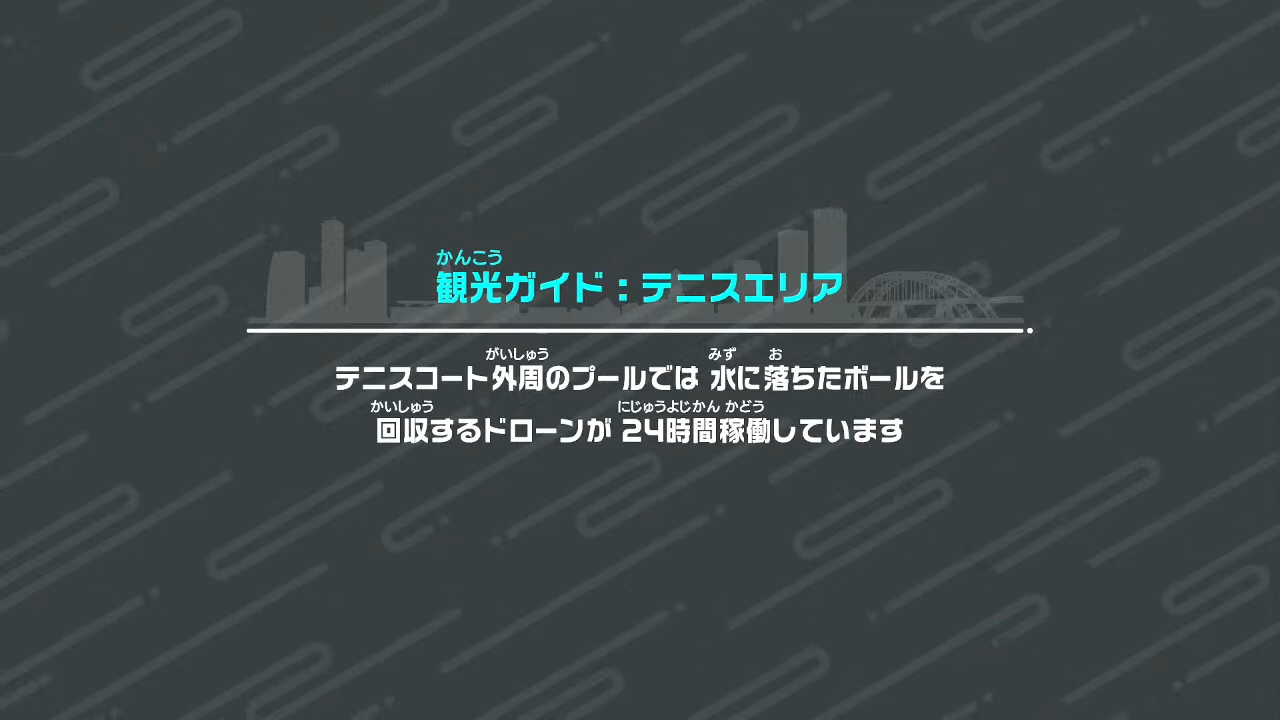 かんこう
観光ガイド：テニスエリア
がいしゅう みず お
テニスコート外周のプールでは 水に落ちたボールを
かいしゅう にじゅうよじかん かどう
回収するドローンが 24時間稼働しています